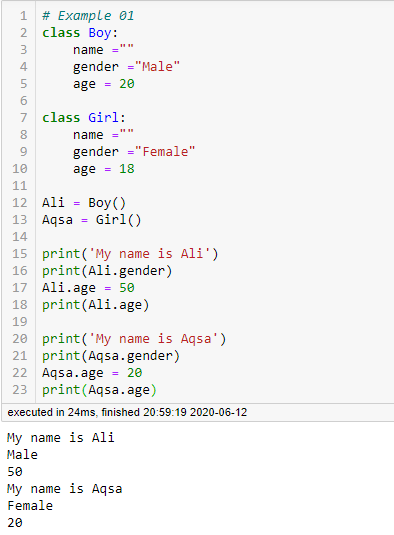 1 # Example 01
2 class Boy:
3     name =""
4     gender ="Male"
5     age = 20
6
7 class Girl:
8     name =""
9     gender ="Female"
10     age = 18
11
12 Ali = Boy()
13 Aqsa = Girl()
14
15 print('My name is Ali')
16 print(Ali.gender)
17 Ali.age = 50
18 print(Ali.age)
19
20 print('My name is Aqsa')
21 print(Aqsa.gender)
22 Aqsa.age = 20
23 print(Aqsa.age)
executed in 24ms, finished 20:59:19 2020-06-12
My name is Ali
Male
50
My name is Aqsa
Female
20